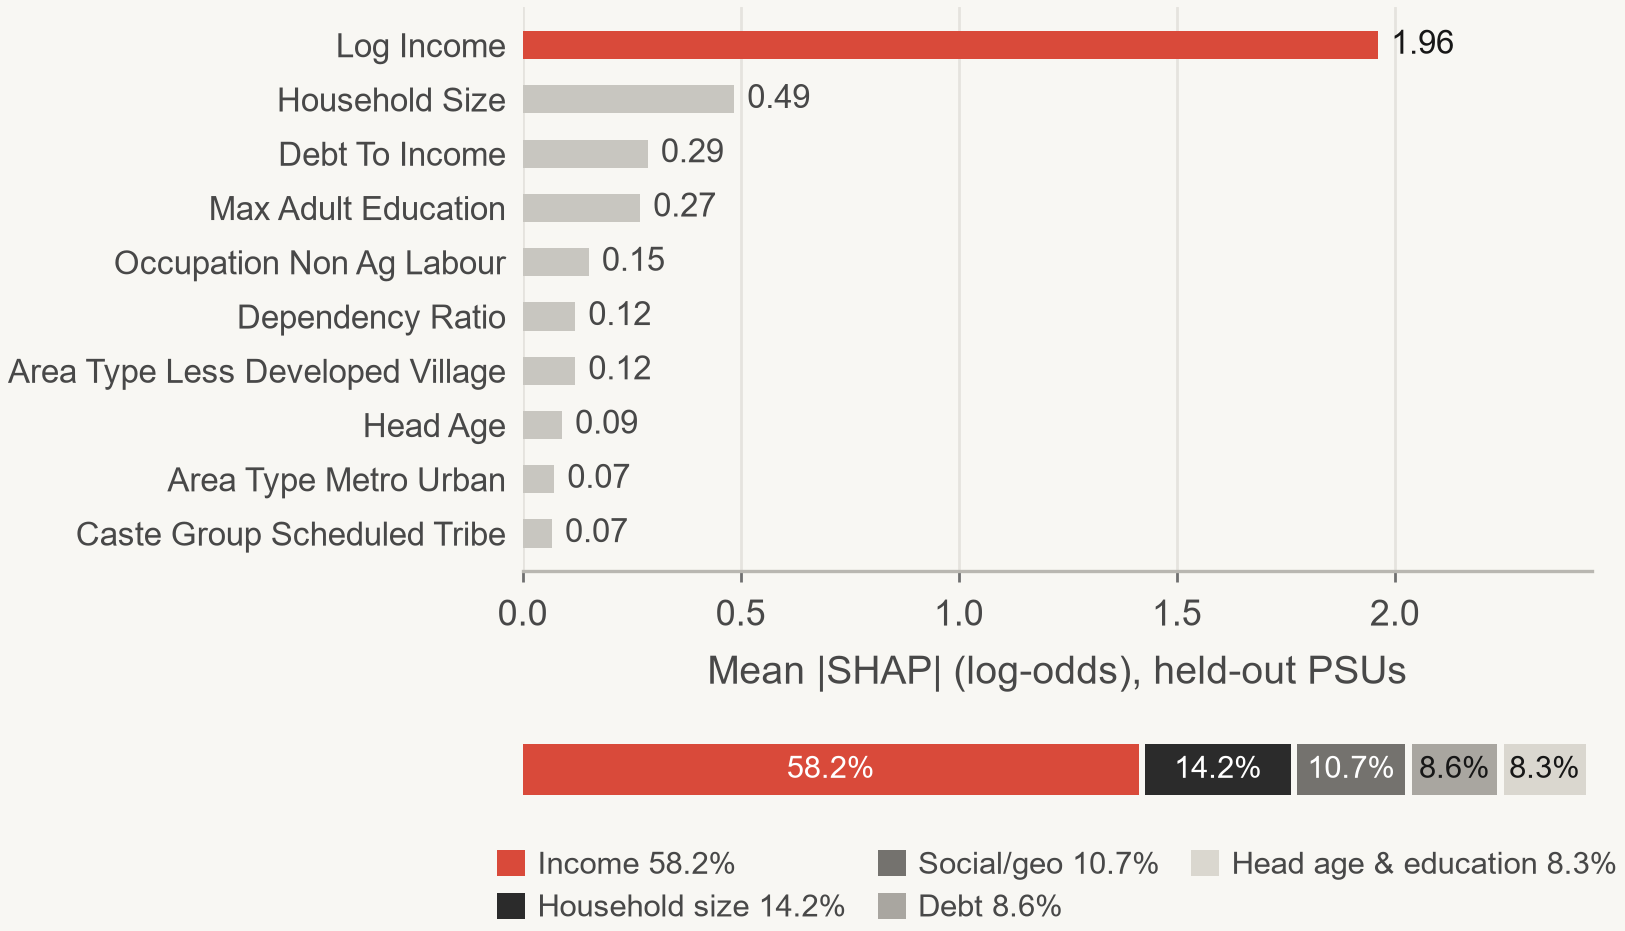 Log Income 1.96
Household Size 0.49
Debt To Income 0.29
Max Adult Education 0.27
Occupation Non Ag Labour 0.15
Dependency Ratio 0.12
Area Type Less Developed Village 0.12
Head Age 0.09
Area Type Metro Urban 0.07
Caste Group Scheduled Tribe 0.07
0.0 0.5 1.0 1.5 2.0
Mean |SHAP| (log-odds), held-out PSUs
58.2% 14.2% 10.7% 8.6% 8.3%
Income 58.2% Social/geo 10.7% Head age & education 8.3%
Household size 14.2% Debt 8.6%